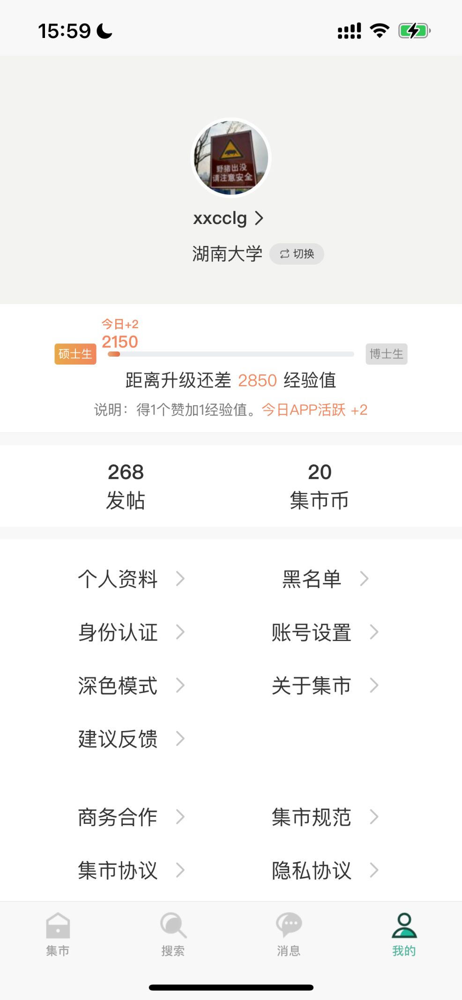 15:59
野猪出没
请注意安全
xxcclg
湖南大学 切换
今日+2
2150
硕士生
博士生
距离升级还差 2850 经验值
说明：得1个赞加1经验值。今日APP活跃 +2
268 20
发帖 集市币
个人资料 黑名单
身份认证 账号设置
深色模式 关于集市
建议反馈
商务合作 集市规范
集市协议 隐私协议
集市 搜索 消息 我的